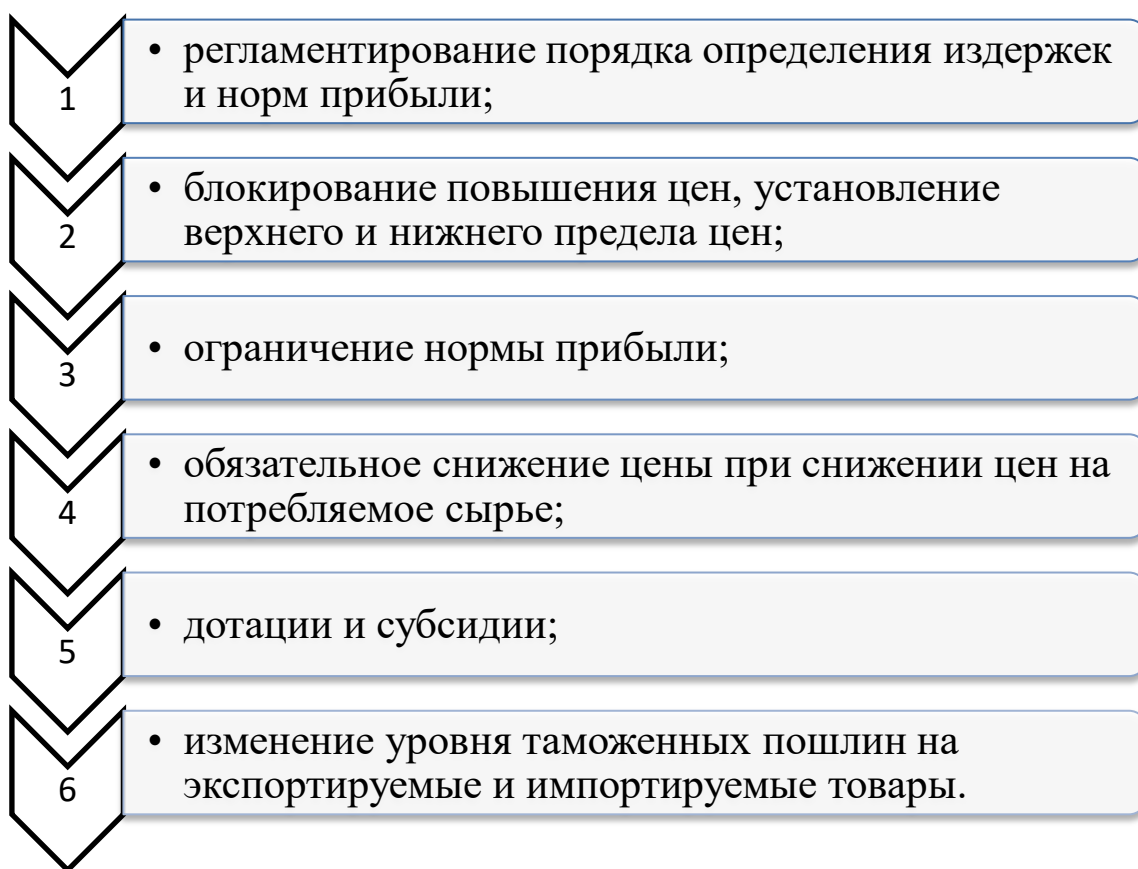 1
• регламентирование порядка определения издержек
и норм прибыли;
2
• блокирование повышения цен, установление
верхнего и нижнего предела цен;
3
• ограничение нормы прибыли;
4
• обязательное снижение цены при снижении цен на
потребляемое сырье;
5
• дотации и субсидии;
6
• изменение уровня таможенных пошлин на
экспортируемые и импортируемые товары.